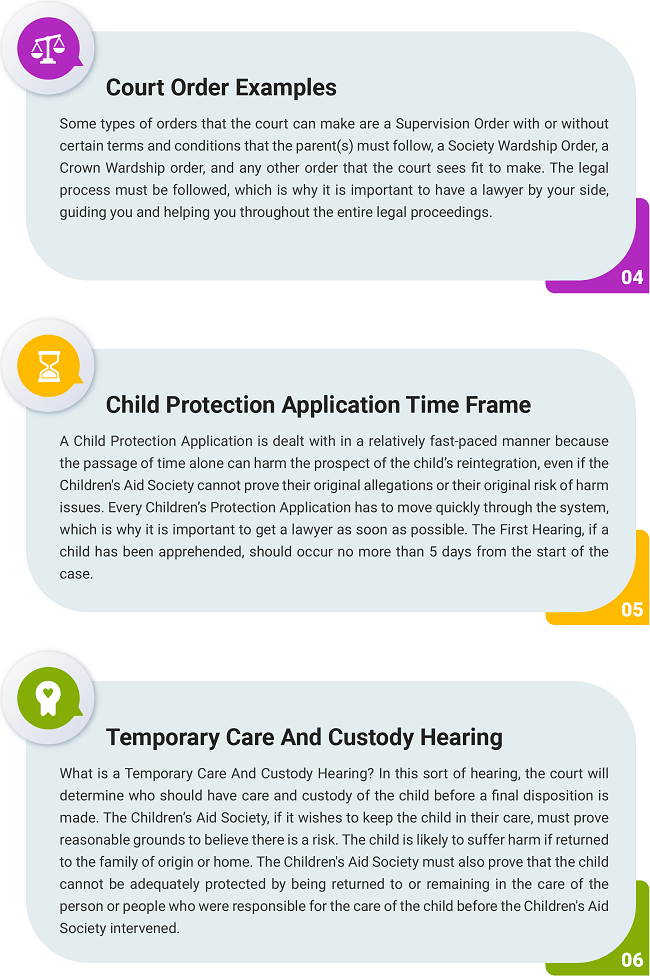 Court Order Examples
Some types of orders that the court can make are a Supervision Order with or without
certain terms and conditions that the parent(s) must follow, a Society Wardship Order, a
Crown Wardship order, and any other order that the court sees fit to make. The legal
process must be followed, which is why it is important to have a lawyer by your side,
guiding you and helping you throughout the entire legal proceedings.
04
Child Protection Application Time Frame
A Child Protection Application is dealt with in a relatively fast-paced manner because
the passage of time alone can harm the prospect of the child’s reintegration, even if the
Children's Aid Society cannot prove their original allegations or their original risk of harm
issues. Every Children’s Protection Application has to move quickly through the system,
which is why it is important to get a lawyer as soon as possible. The First Hearing, if a
child has been apprehended, should occur no more than 5 days from the start of the
case.
05
Temporary Care And Custody Hearing
What is a Temporary Care And Custody Hearing? In this sort of hearing, the court will
determine who should have care and custody of the child before a final disposition is
made. The Children’s Aid Society, if it wishes to keep the child in their care, must prove
reasonable grounds to believe there is a risk. The child is likely to suffer harm if returned
to the family of origin or home. The Children's Aid Society must also prove that the child
cannot be adequately protected by being returned to or remaining in the care of the
person or people who were responsible for the care of the child before the Children's Aid
Society intervened.
06